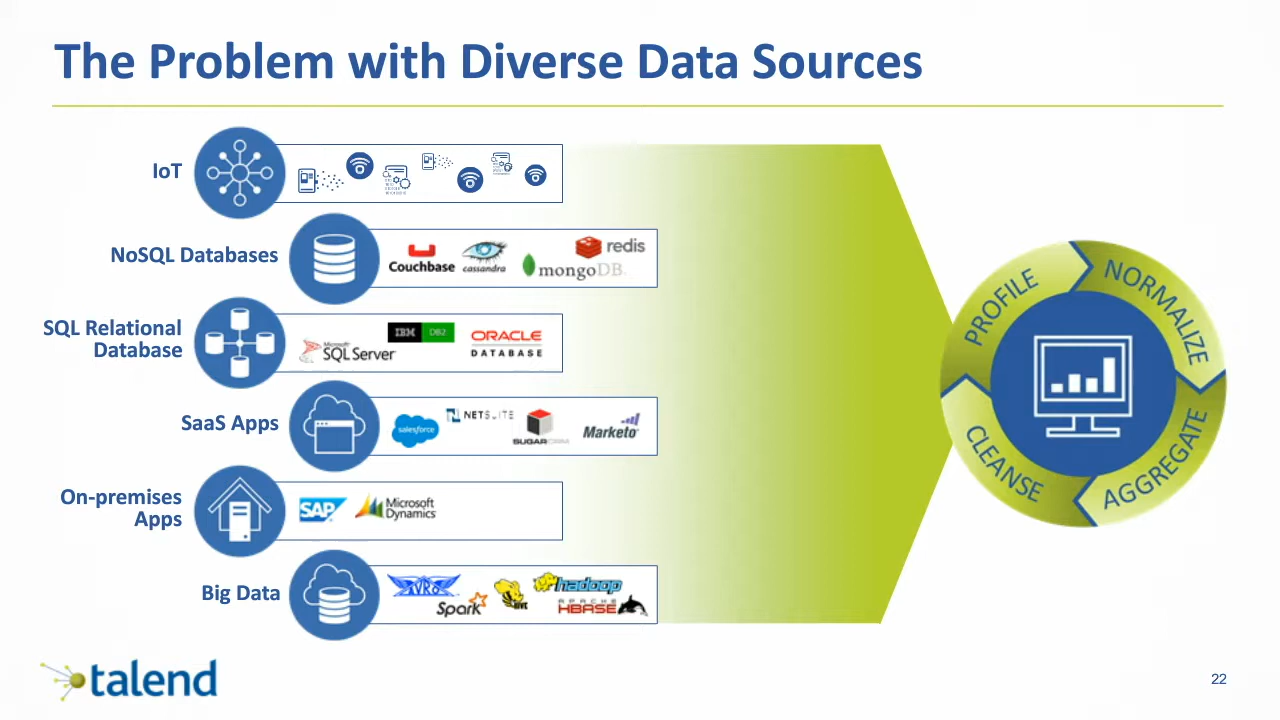 The Problem with Diverse Data Sources
IoT
NoSQL Databases
Couchbase
cassandra
mongoDB
redis
SQL Relational
Database
Microsoft
SQL Server
IBM
DB2
ORACLE
DATABASE
SaaS Apps
salesforce
NETSUITE
SUGARCRM
Marketo
On-premises
Apps
SAP
Microsoft
Dynamics
Big Data
AVRO
Spark
HIVE
hadoop
APACHE
HBASE
PROFILE
NORMALIZE
AGGREGATE
CLEANSE
talend
22